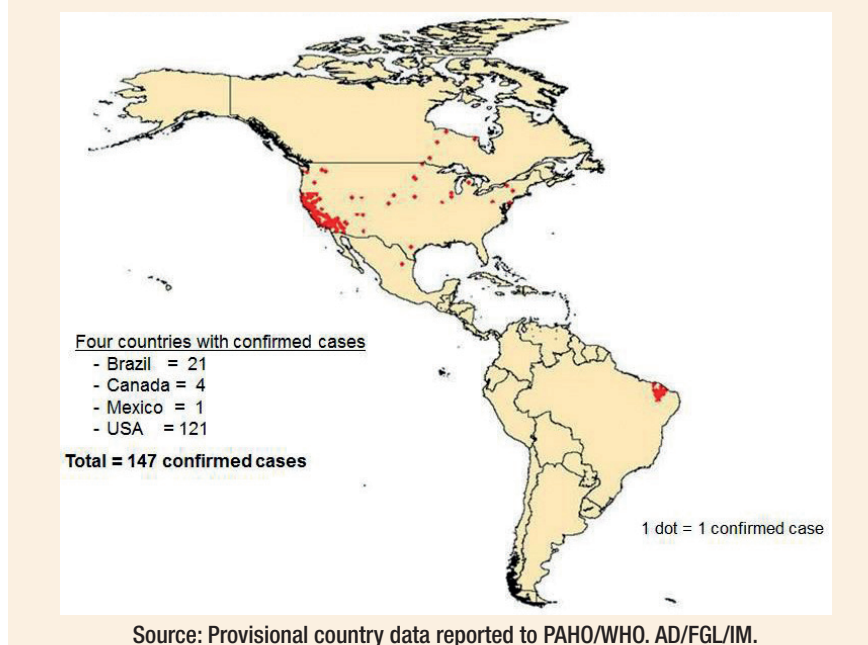 Four countries with confirmed cases
- Brazil = 21
- Canada = 4
- Mexico = 1
- USA = 121
Total = 147 confirmed cases
1 dot = 1 confirmed case
Source: Provisional country data reported to PAHO/WHO. AD/FGL/IM.